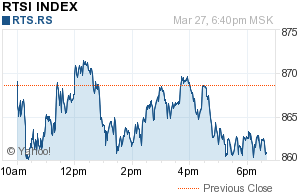 RTSI INDEX
RTS.RS
Mar 27, 6:40pm MSK
875
870
865
860
© Yahoo!
10am
12pm
2pm
4pm
6pm
Previous Close